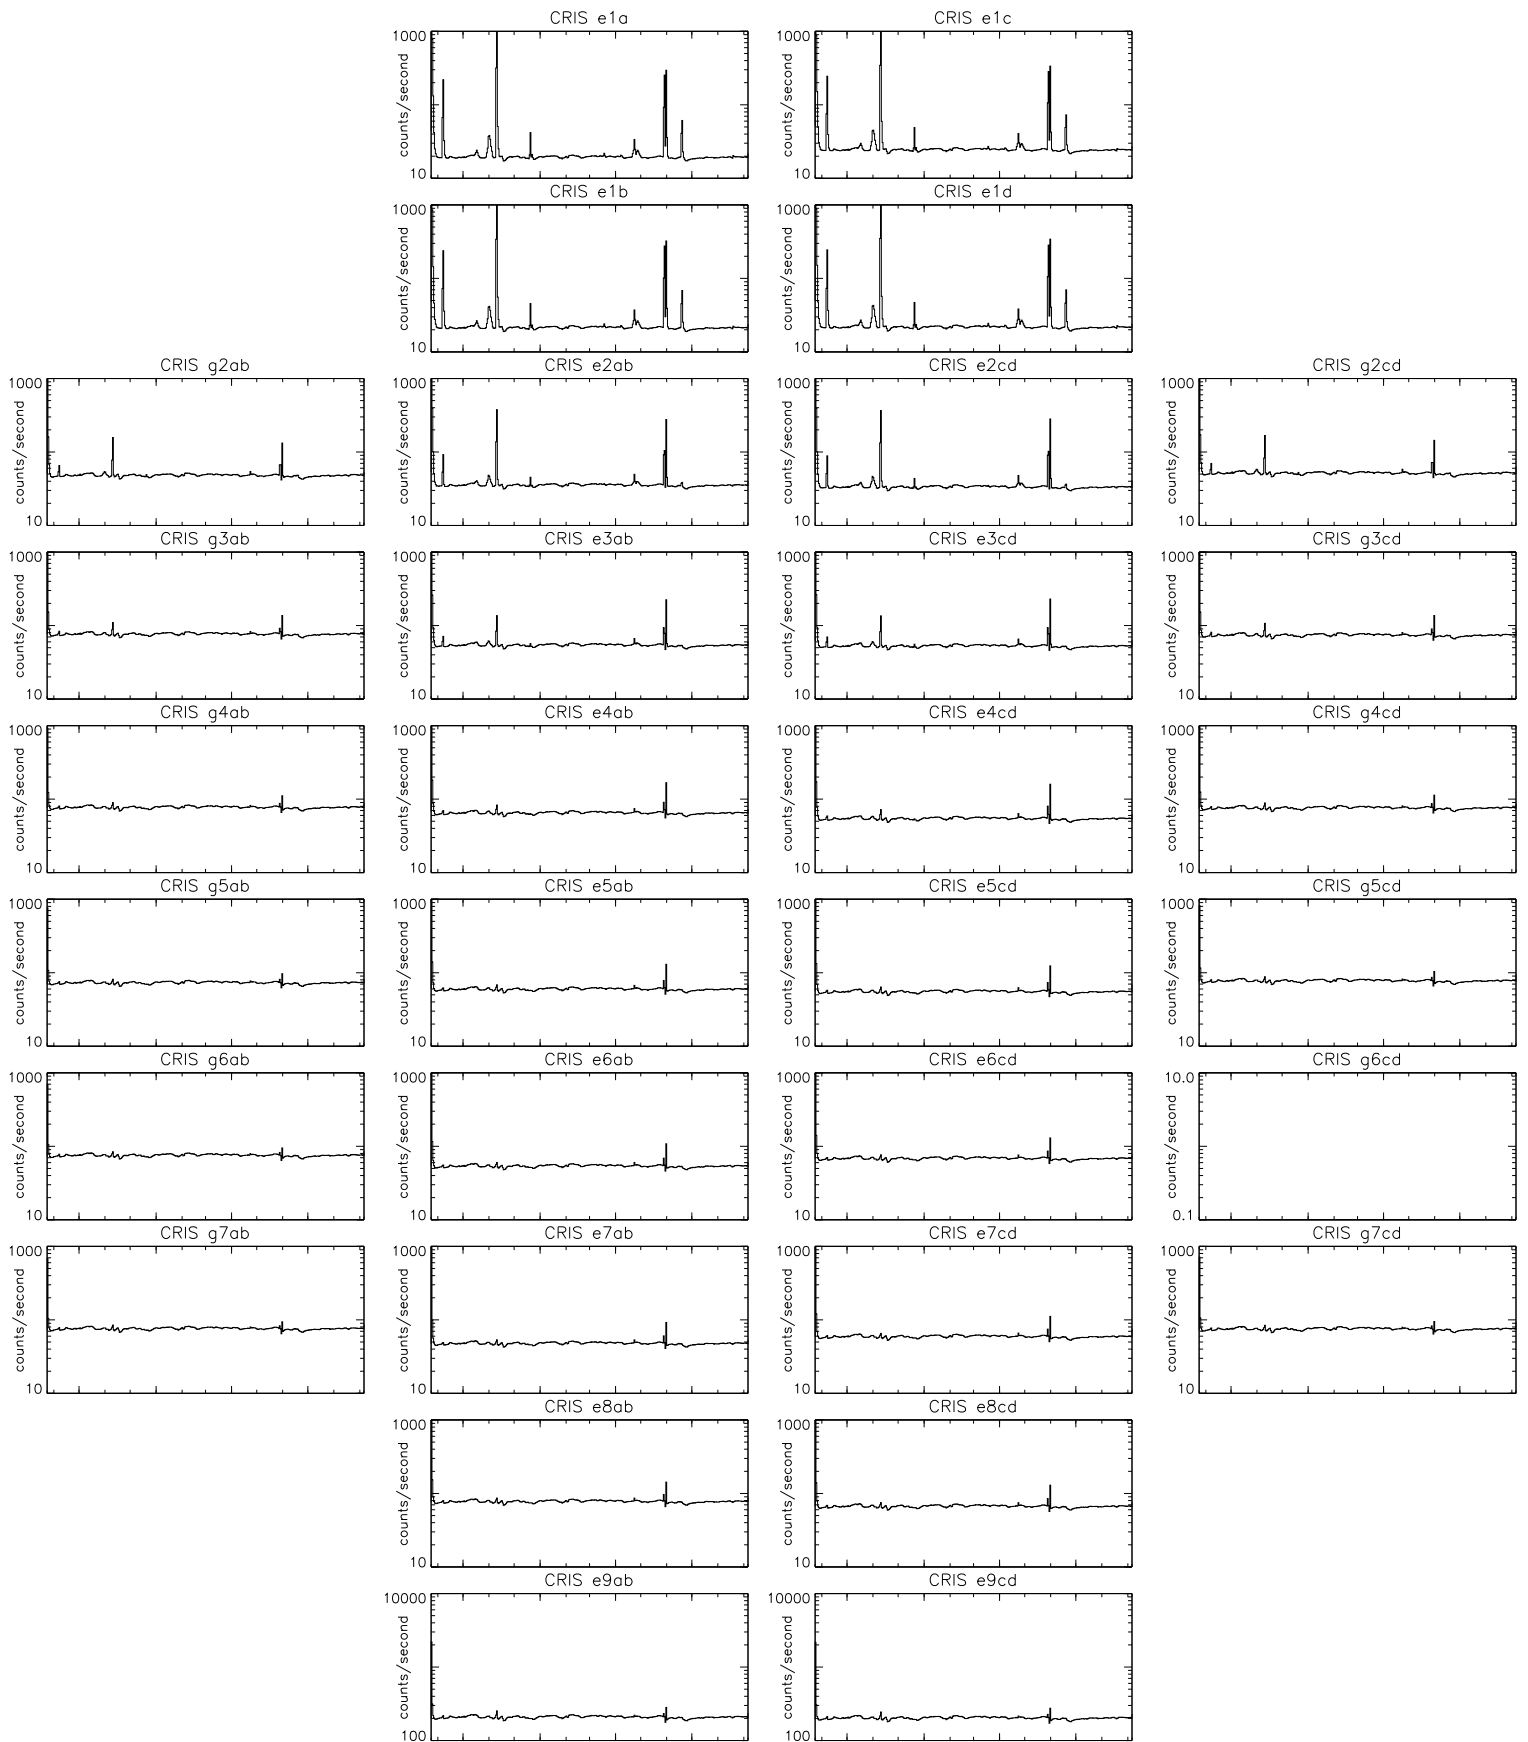 CRIS e1a
CRIS e1c
1000
counts/second
10
1000
counts/second
10
CRIS e1b
CRIS e1d
1000
counts/second
10
1000
counts/second
10
CRIS g2ab
CRIS e2ab
CRIS e2cd
CRIS g2cd
1000
counts/second
10
1000
counts/second
10
1000
counts/second
10
1000
counts/second
10
CRIS g3ab
CRIS e3ab
CRIS e3cd
CRIS g3cd
1000
counts/second
10
1000
counts/second
10
1000
counts/second
10
1000
counts/second
10
CRIS g4ab
CRIS e4ab
CRIS e4cd
CRIS g4cd
1000
counts/second
10
1000
counts/second
10
1000
counts/second
10
1000
counts/second
10
CRIS g5ab
CRIS e5ab
CRIS e5cd
CRIS g5cd
1000
counts/second
10
1000
counts/second
10
1000
counts/second
10
1000
counts/second
10
CRIS g6ab
CRIS e6ab
CRIS e6cd
CRIS g6cd
1000
counts/second
10
1000
counts/second
10
1000
counts/second
10
10.0
counts/second
0.1
CRIS g7ab
CRIS e7ab
CRIS e7cd
CRIS g7cd
1000
counts/second
10
1000
counts/second
10
1000
counts/second
10
1000
counts/second
10
CRIS e8ab
CRIS e8cd
1000
counts/second
10
1000
counts/second
10
CRIS e9ab
CRIS e9cd
10000
counts/second
100
10000
counts/second
100